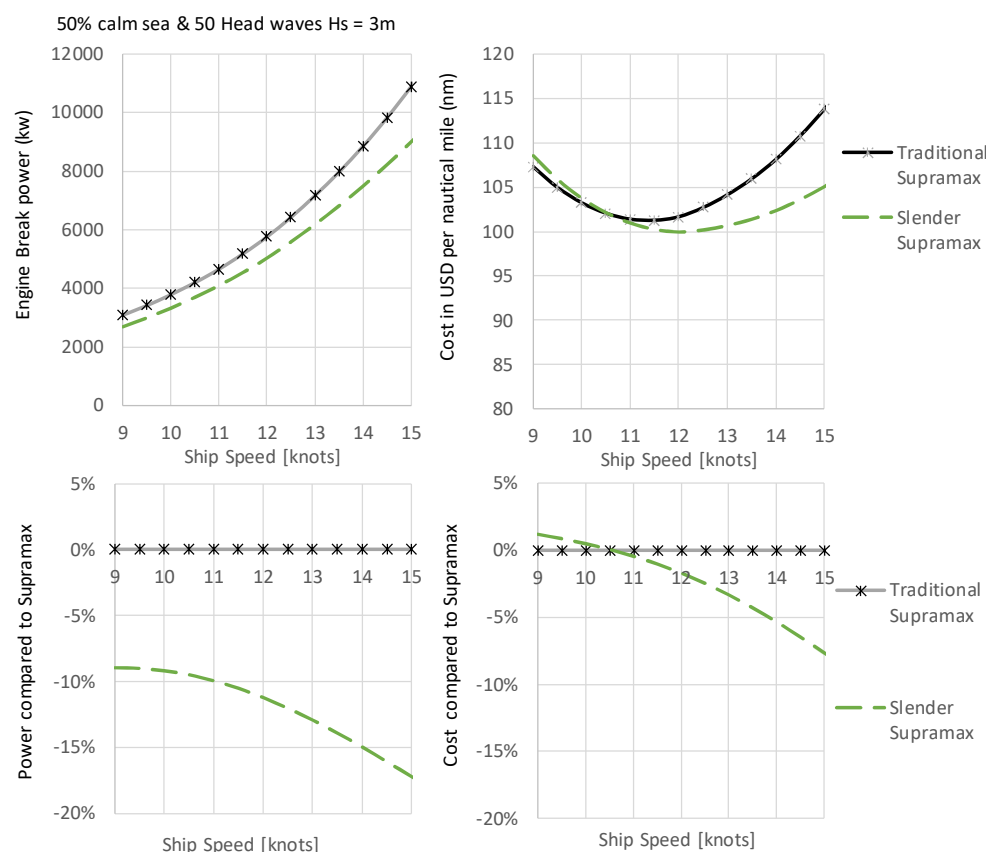 50% calm sea & 50 Head waves Hs = 3m
Engine Break power (kw)
12000
10000
8000
6000
4000
2000
0
9 10 11 12 13 14 15
Ship Speed [knots]
Cost in USD per nautical mile (nm)
120
115
110
105
100
95
90
85
80
9 10 11 12 13 14 15
Ship Speed [knots]
Traditional
Supramax
Slender
Supramax
Power compared to Supramax
5%
0%
-5%
-10%
-15%
-20%
9 10 11 12 13 14 15
Ship Speed [knots]
Cost compared to Supramax
5%
0%
-5%
-10%
-15%
-20%
9 10 11 12 13 14 15
Ship Speed [knots]
Traditional
Supramax
Slender
Supramax